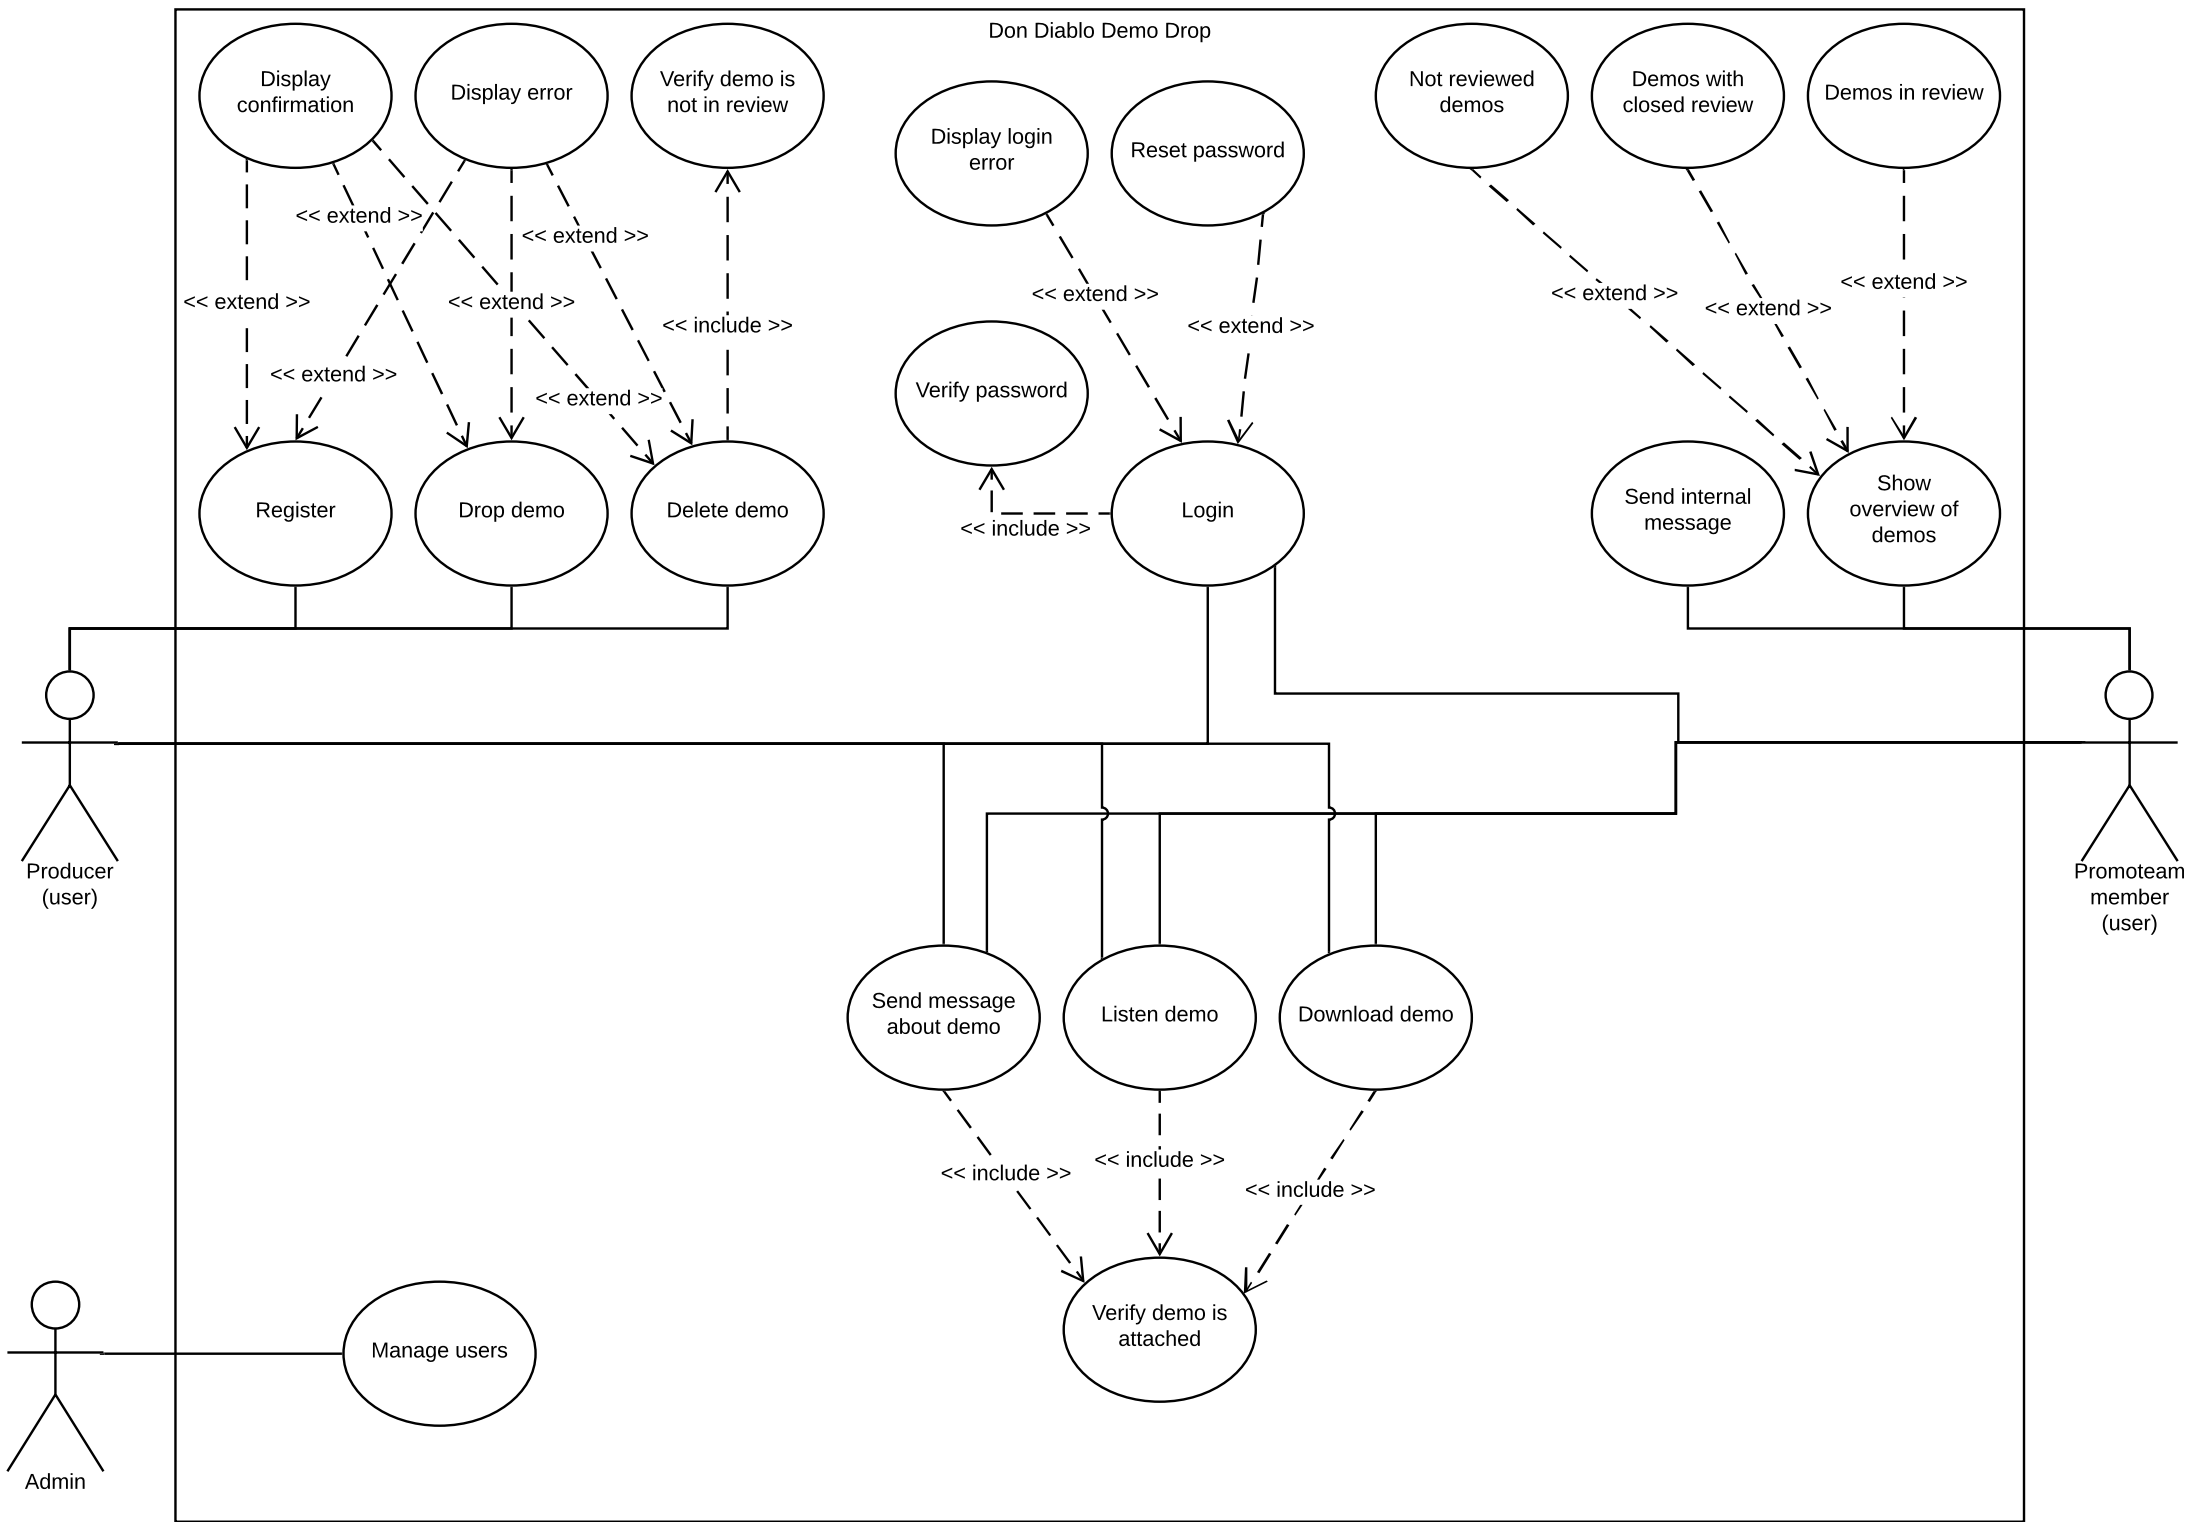 Don Diablo Demo Drop
Display
confirmation
Display error
Verify demo is
not in review
Display login
error
Reset password
Not reviewed
demos
Demos with
closed review
Demos in review
<< extend >>
<< extend >>
<< extend >>
<< extend >>
<< include >>
<< extend >>
<< extend >>
<< extend >>
<< extend >>
<< extend >>
<< extend >>
<< extend >>
Verify password
<< include >>
Register
Drop demo
Delete demo
Login
Send internal
message
Show
overview of
demos
Producer
(user)
Promoteam
member
(user)
Send message
about demo
Listen demo
Download demo
<< include >>
<< include >>
<< include >>
Verify demo is
attached
Manage users
Admin